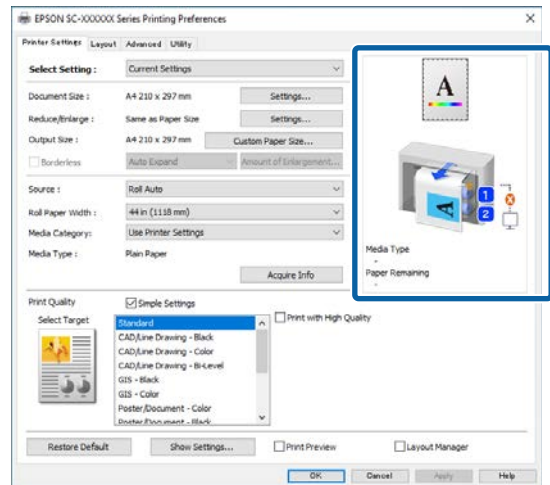 EPSON SC-XXXXXX Series Printing Preferences
Printer Settings Layout Advanced Utility
Select Setting : Current Settings
Document Size : A4 210 x 297 mm Settings...
Reduce/Enlarge : Same as Paper Size Settings...
Output Size : A4 210 x 297 mm Custom Paper Size...
Borderless Auto Expand Amount of Enlargement...
Source : Roll Auto
Roll Paper Width : 44 in (1118 mm)
Media Category: Use Printer Settings
Media Type : Plain Paper
Acquire Info
A
A
1
2
Media Type
-
Paper Remaining
-
Print Quality Simple Settings
Select Target
Standard
CAD/Line Drawing - Black
CAD/Line Drawing - Color
CAD/Line Drawing - Bi-Level
GIS - Black
GIS - Color
Poster/Document - Color
Poster/Document - Black
Print with High Quality
Restore Default Show Settings... Print Preview Layout Manager
OK Cancel Apply Help